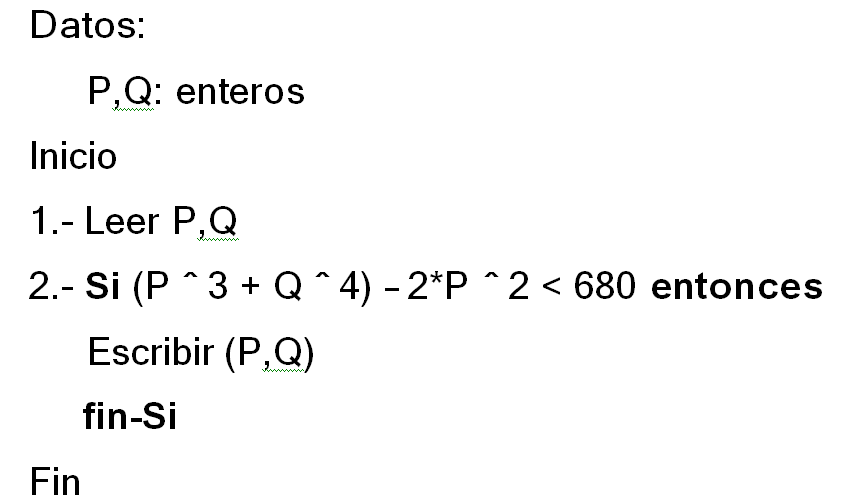 Datos:
P,Q: enteros
Inicio
1.- Leer P,Q
2.- Si (P ^ 3 + Q ^ 4) – 2*P ^ 2 < 680 entonces
Escribir (P,Q)
fin-Si
Fin